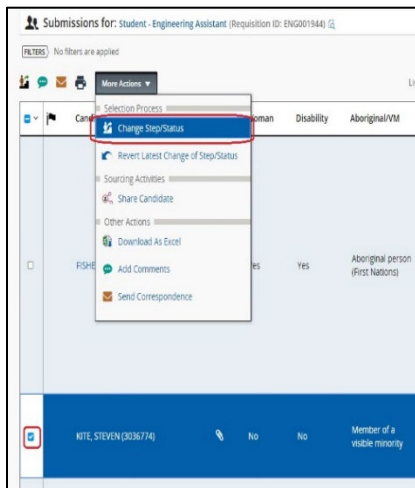 Submissions for: Student - Engineering Assistant (Requisition ID: ENG001944)
FILTERS No filters are applied
More Actions
Li
Selection Process
Cand
Change Step/Status
oman
Disability
Aboriginal/VM
Revert Latest Change of Step/Status
Sourcing Activities
Share Candidate
Other Actions
Download As Excel
FISHE
Add Comments
es
Yes
Aboriginal person
(First Nations)
Send Correspondence
KITE, STEVEN (3036774)
No
No
Member of a
visible minority